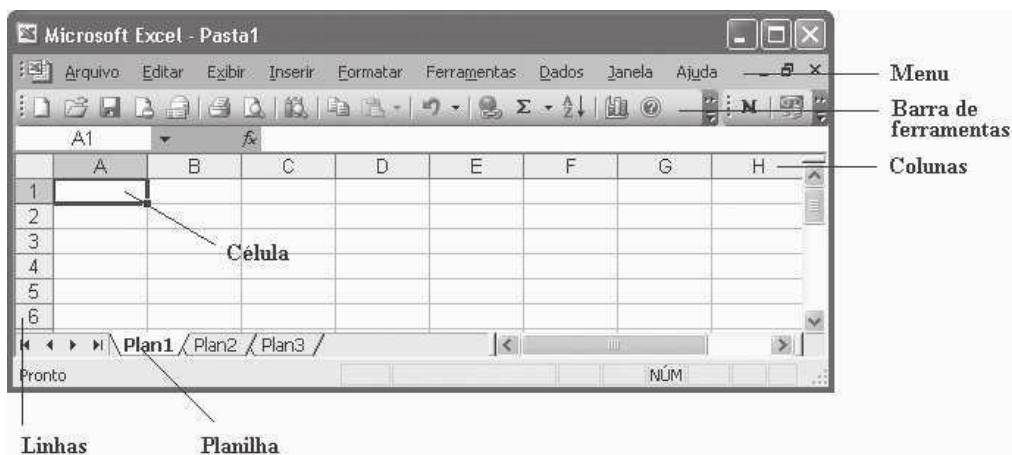 Microsoft Excel - Pasta1
Arquivo Editar Exibir Inserir Formatar Ferramentas Dados Janela Ajuda
Menu
Σ N
Barra de
ferramentas
A1 fx
A B C D E F G H
Colunas
1
2
3
Célula
4
5
6
Plan1 Plan2 Plan3
Pronto NÚM
Linhas Planilha